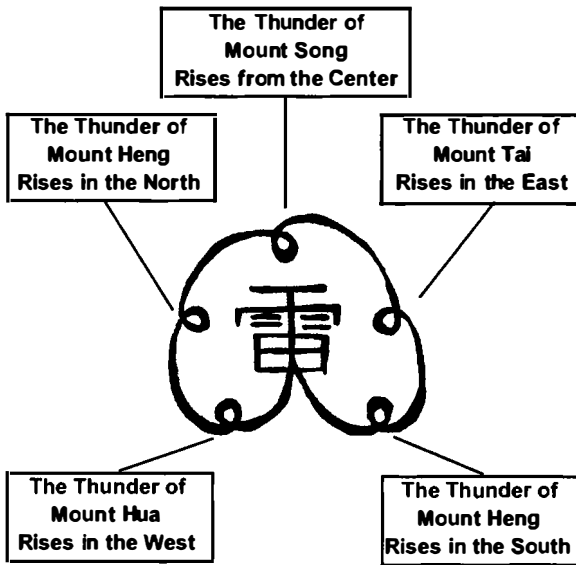 The Thunder of
Mount Song
Rises from the Center
The Thunder of
Mount Heng
Rises in the North
The Thunder of
Mount Tai
Rises in the East
雷
The Thunder of
Mount Hua
Rises in the West
The Thunder of
Mount Heng
Rises in the South